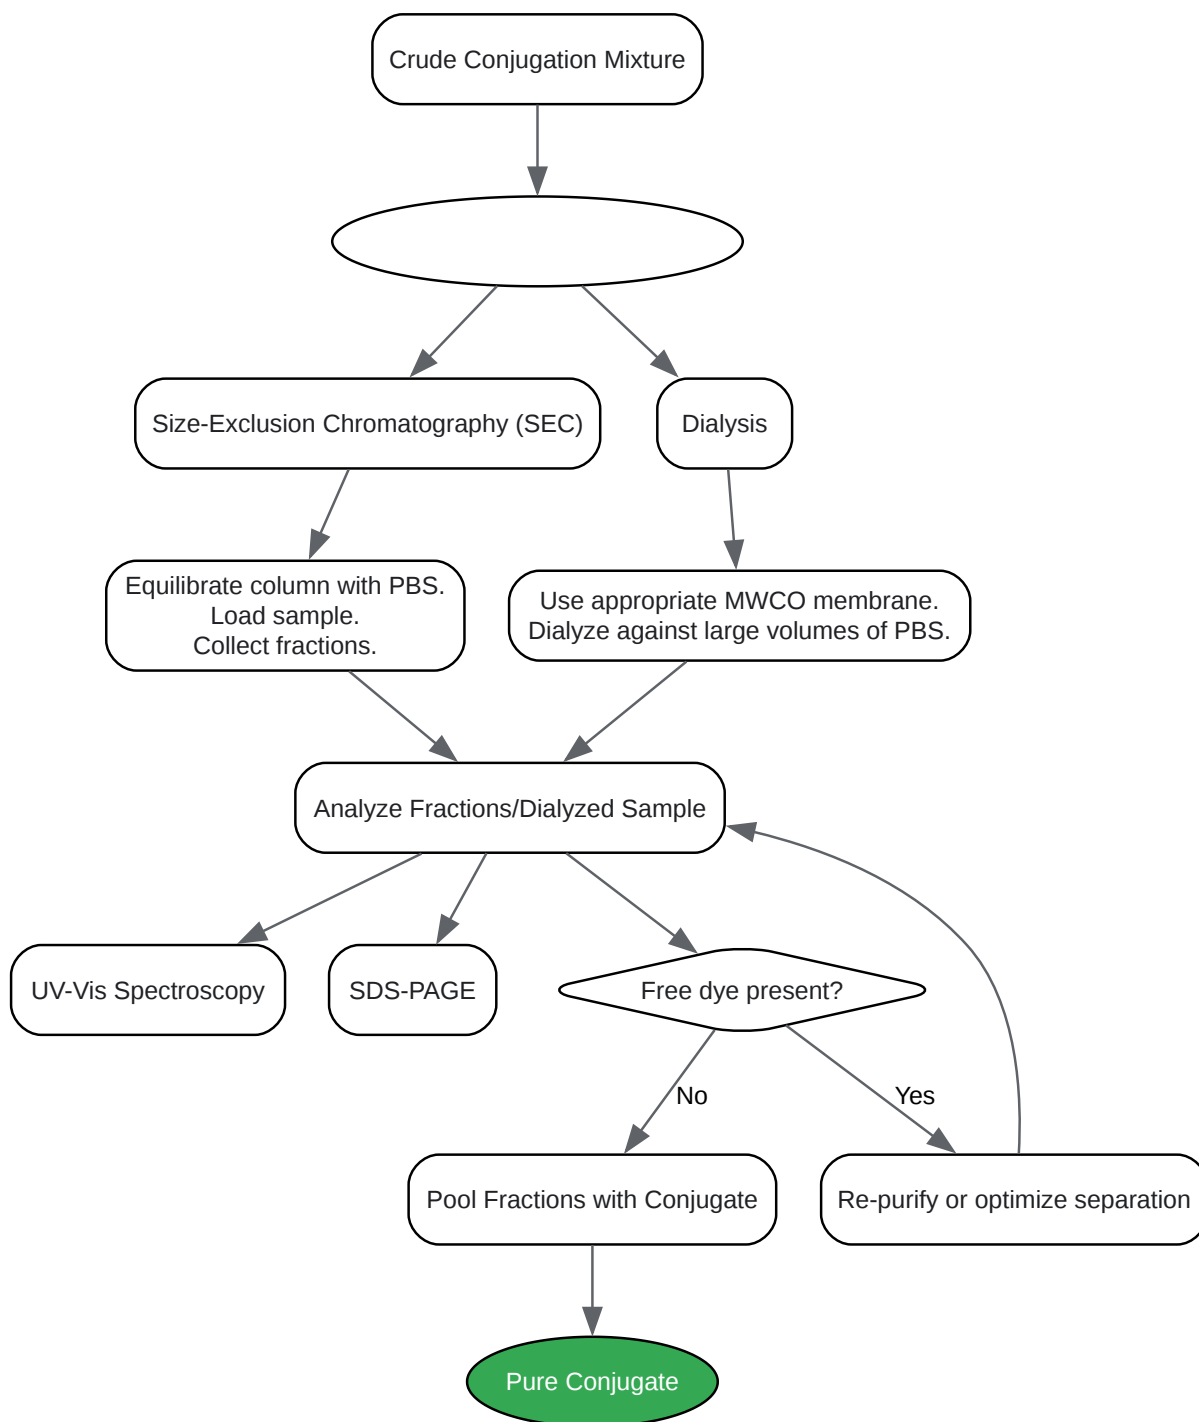 Crude Conjugation Mixture
Size-Exclusion Chromatography (SEC)
Dialysis
Equilibrate column with PBS.
Load sample.
Collect fractions.
Use appropriate MWCO membrane.
Dialyze against large volumes of PBS.
Analyze Fractions/Dialyzed Sample
UV-Vis Spectroscopy
SDS-PAGE
Free dye present?
No
Yes
Pool Fractions with Conjugate
Re-purify or optimize separation
Pure Conjugate